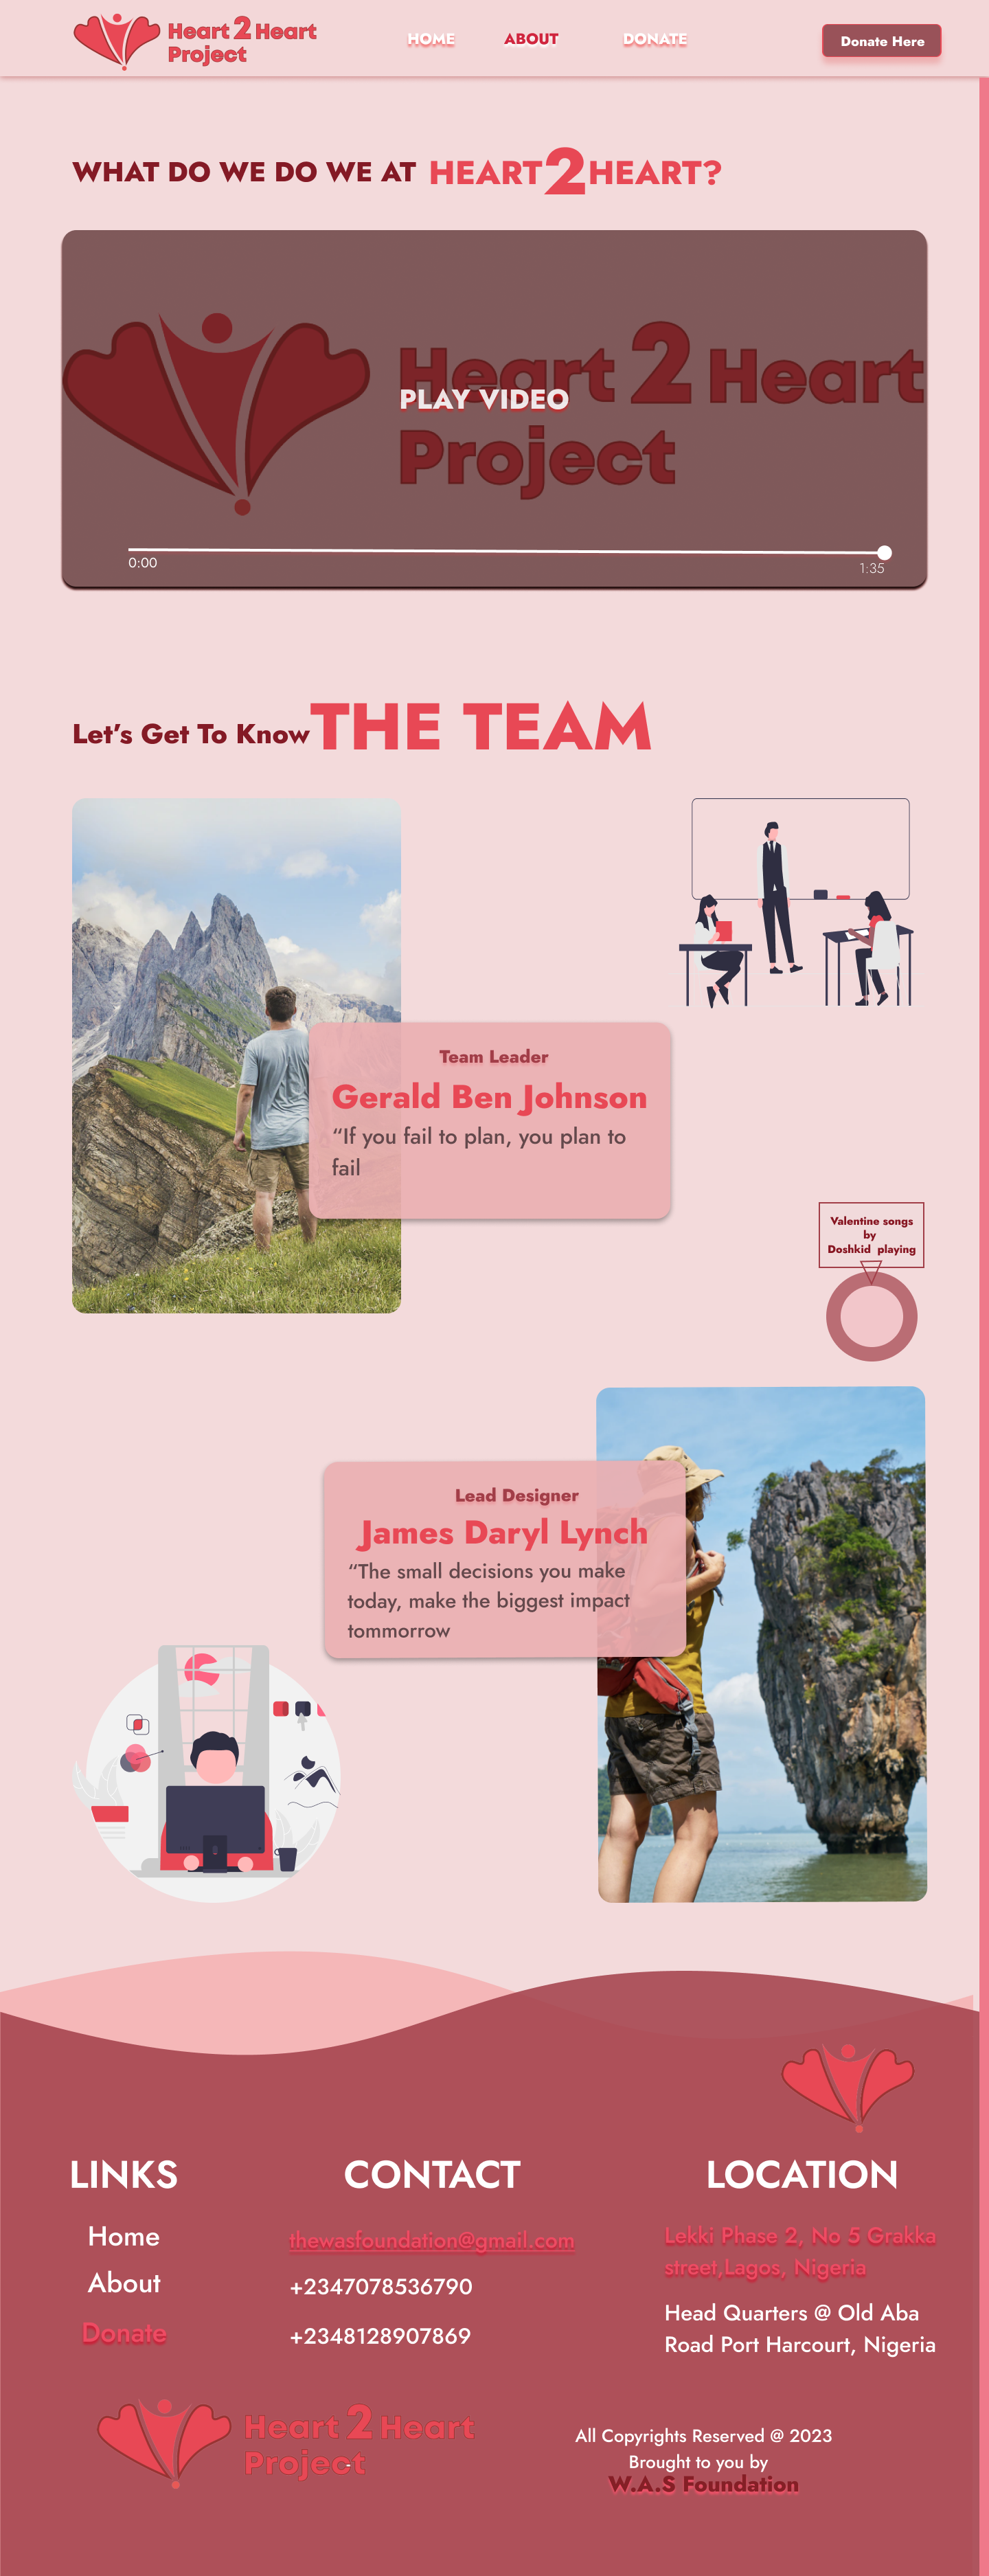 Heart 2 Heart
Project
HOME
ABOUT
DONATE
Donate Here
WHAT DO WE DO WE AT HEART2HEART?
Heart 2 Heart
PLAY VIDEO
Project
0:00
1:35
Let’s Get To Know THE TEAM
Team Leader
Gerald Ben Johnson
“If you fail to plan, you plan to
fail
Valentine songs
by
Doshkid playing
Lead Designer
James Daryl Lynch
“The small decisions you make
today, make the biggest impact
tommorrow
LINKS
Home
About
Donate
CONTACT
thewasfoundation@gmail.com
+2347078536790
+2348128907869
LOCATION
Lekki Phase 2, No 5 Grakka
street,Lagos, Nigeria
Head Quarters @ Old Aba
Road Port Harcourt, Nigeria
Heart 2 Heart
Project
All Copyrights Reserved @ 2023
Brought to you by
W.A.S Foundation